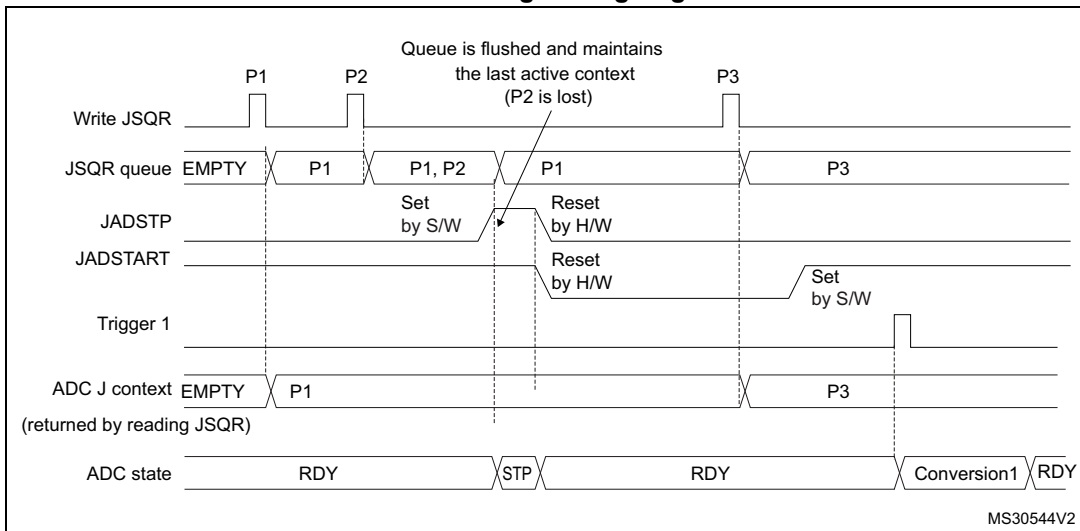 Queue is flushed and maintains
the last active context
(P2 is lost)
P1
P2
P3
Write JSQR
JSQR queue
EMPTY
P1
P1, P2
P1
P3
Set
by S/W
Reset
by H/W
JADSTP
JADSTART
Reset
by H/W
Set
by S/W
Trigger 1
ADC J context
EMPTY
P1
P3
(returned by reading JSQR)
ADC state
RDY
STP
RDY
Conversion1
RDY
MS30544V2